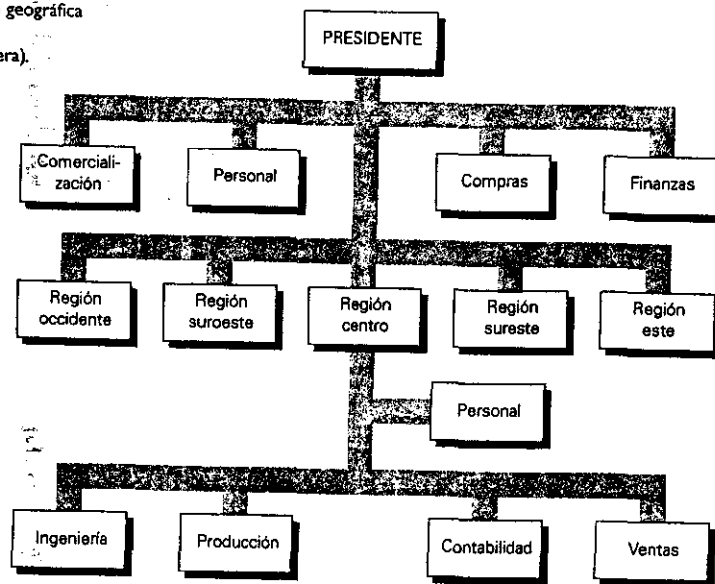 geográfica
era).
PRESIDENTE
Comerciali-
zación
Personal
Compras
Finanzas
Región
occidente
Región
suroeste
Región
centro
Región
sureste
Región
este
Personal
Ingeniería
Producción
Contabilidad
Ventas